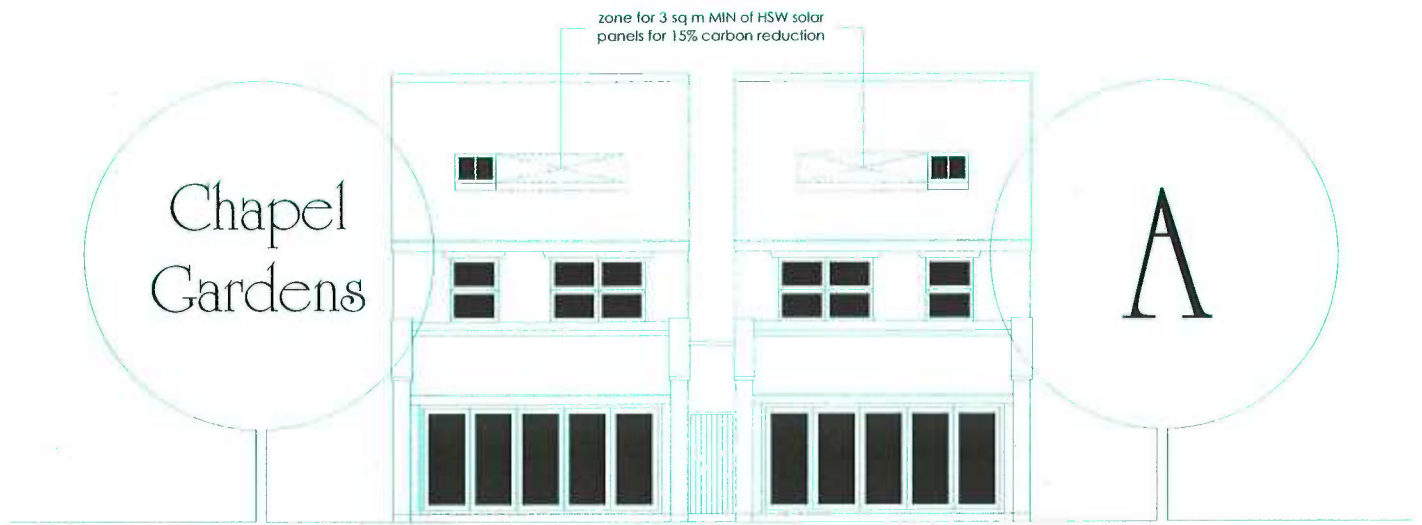 zone for 3 sq m MIN of HSW solar
panels for 15% carbon reduction
Chapel
Gardens
A